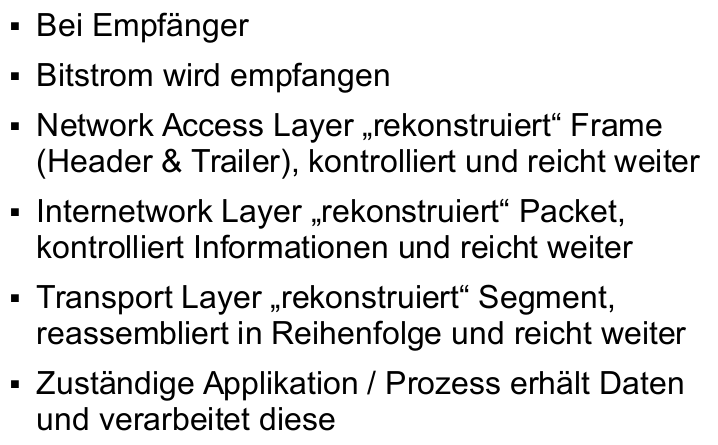 ▪ Bei Empfänger
▪ Bitstrom wird empfangen
▪ Network Access Layer „rekonstruiert“ Frame
(Header & Trailer), kontrolliert und reicht weiter
▪ Internetwork Layer „rekonstruiert“ Packet,
kontrolliert Informationen und reicht weiter
▪ Transport Layer „rekonstruiert“ Segment,
reassembliert in Reihenfolge und reicht weiter
▪ Zuständige Applikation / Prozess erhält Daten
und verarbeitet diese